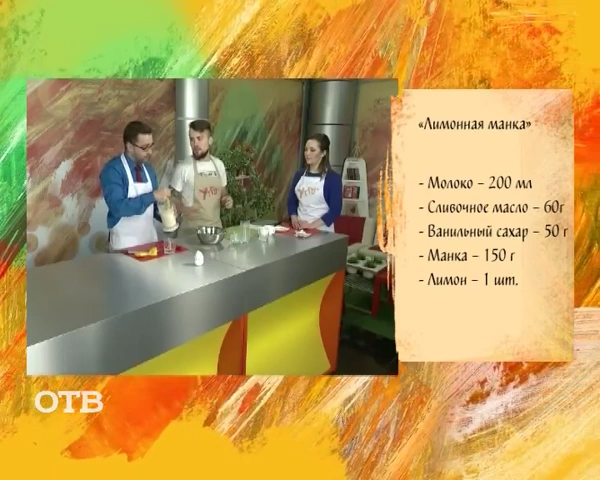 «Лимонная манка»
- Молоко – 200 мл
- Сливочное масло – 60г
- Ванильный сахар – 50 г
- Манка – 150 г
- Лимон – 1 шт.
ОТВ